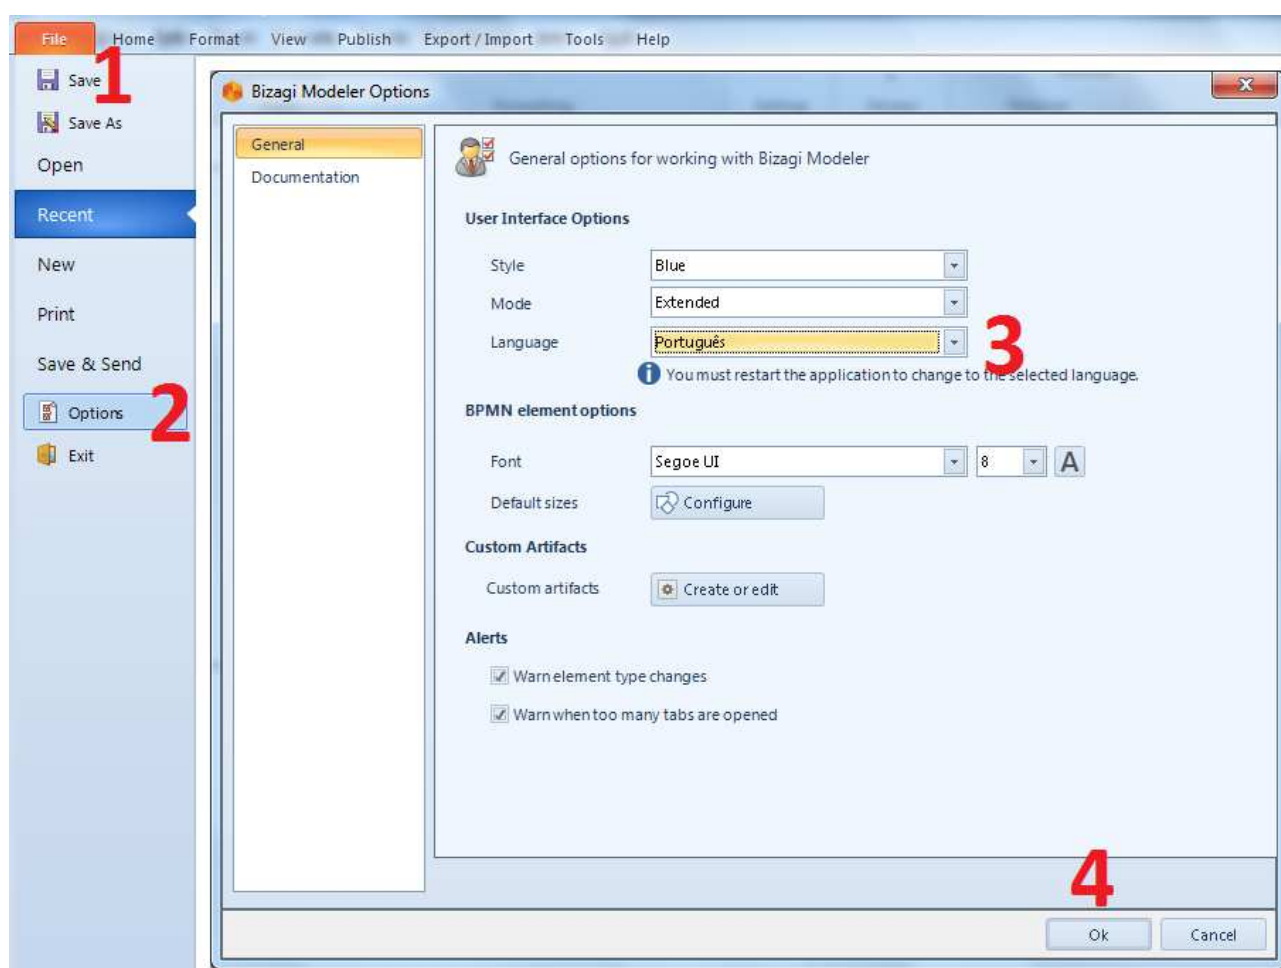 File Home Format View Publish Export / Import Tools Help
1
Save
Save As
Open
Recent
New
Print
Save & Send
Options
2
Exit
Bizagi Modeler Options
General
Documentation
General options for working with Bizagi Modeler
User Interface Options
Style Blue
Mode Extended
Language Português
3
You must restart the application to change to the selected language.
BPMN element options
Font Segoe UI 8 A
Default sizes Configure
Custom Artifacts
Custom artifacts Create or edit
Alerts
Warn element type changes
Warn when too many tabs are opened
4
Ok Cancel